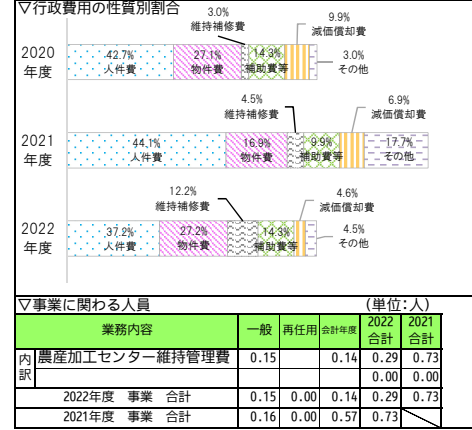 ▽行政費用の性質別割合
3.0%
維持補修費
9.9%
減価償却費
2020
年度
42.7%
人件費
27.1%
物件費
14.3%
補助費等
3.0%
その他
4.5%
維持補修費
6.9%
減価償却費
2021
年度
44.1%
人件費
16.9%
物件費
9.9%
補助費等
17.7%
その他
12.2%
維持補修費
4.6%
減価償却費
2022
年度
37.2%
人件費
27.2%
物件費
14.3%
補助費等
4.5%
その他
▽事業に関わる人員 (単位:人)
業務内容 一般 再任用 会計年度 2022合計 2021合計
内訳 農産加工センター維持管理費 0.15 0.14 0.29 0.73
0.00 0.00
2022年度 事業 合計 0.15 0.00 0.14 0.29 0.73
2021年度 事業 合計 0.16 0.00 0.57 0.73